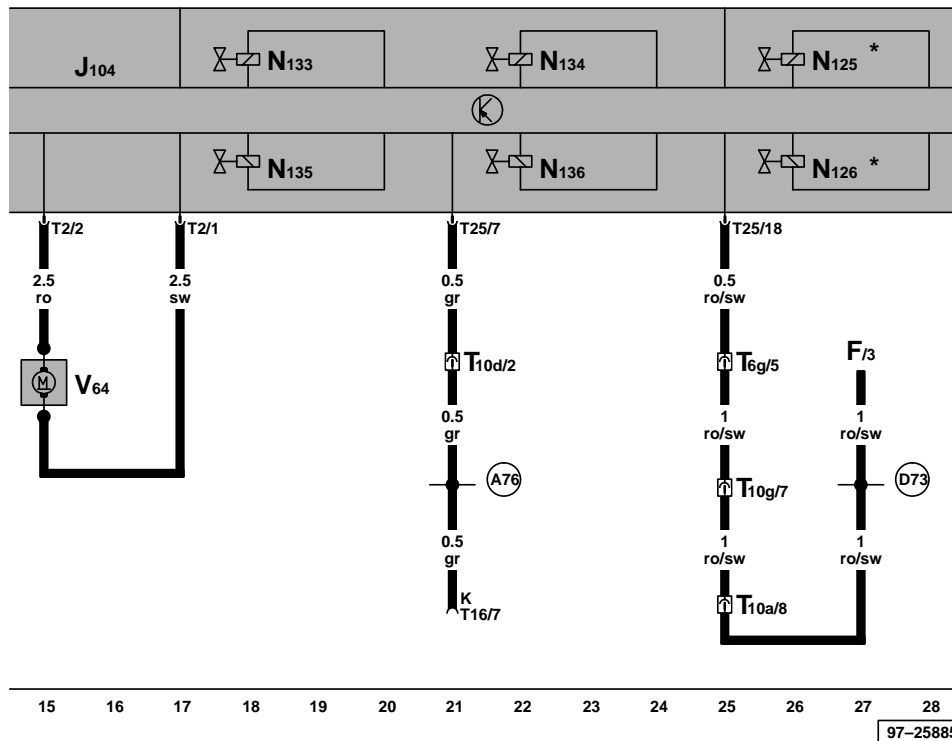 J104
N133
N134
N125 *
N135
N136
N126 *
T2/2
T2/1
T25/7
T25/18
2.5
ro
2.5
sw
0.5
gr
0.5
ro/sw
V64
M
T10d/2
T6g/5
F/3
0.5
gr
1
ro/sw
1
ro/sw
A76
T10g/7
D73
0.5
gr
1
ro/sw
1
ro/sw
K
T16/7
T10a/8
15 16 17 18 19 20 21 22 23 24 25 26 27 28